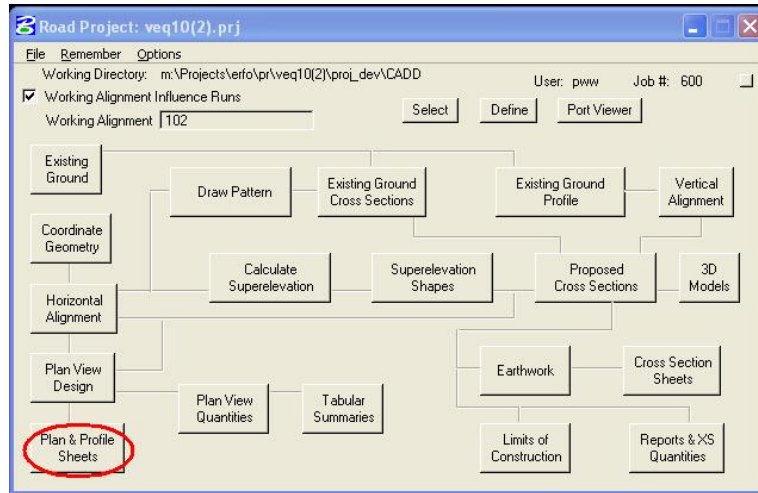 Road Project: veq10(2).prj
File Remember Options
Working Directory: m:\Projects\erfo\pr\veq10(2)\proj_dev\CADD
User: pww Job #: 600
Working Alignment Influence Runs
Working Alignment 102
Select Define Port Viewer
Existing
Ground
Draw Pattern
Existing Ground
Cross Sections
Existing Ground
Profile
Vertical
Alignment
Coordinate
Geometry
Calculate
Superelevation
Superelevation
Shapes
Proposed
Cross Sections
3D
Models
Horizontal
Alignment
Plan View
Design
Earthwork
Cross Section
Sheets
Plan View
Quantities
Tabular
Summaries
Plan & Profile
Sheets
Limits of
Construction
Reports & XS
Quantities